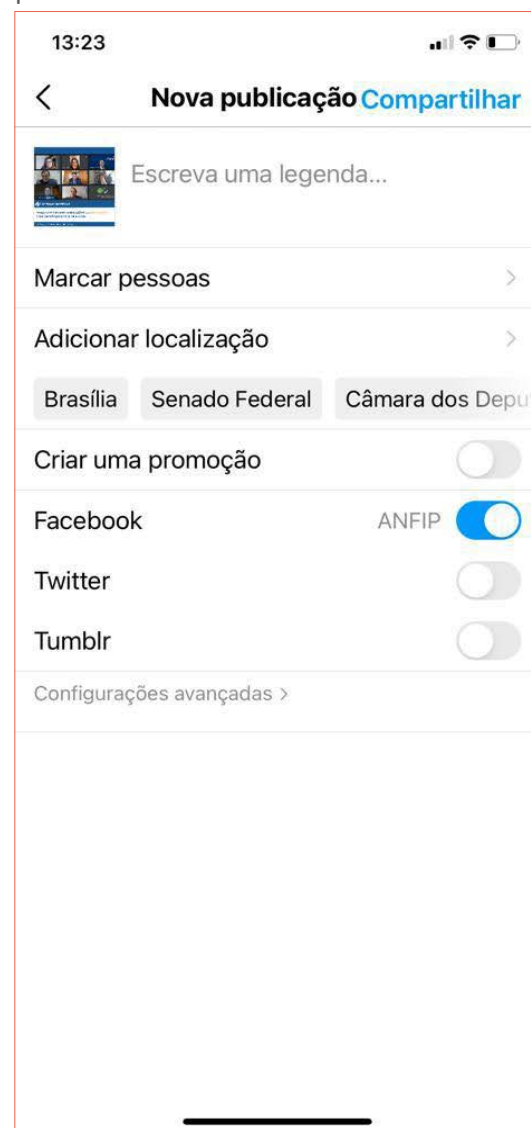 13:23
Nova publicação Compartilhar
Escreva uma legenda...
Marcar pessoas
Adicionar localização
Brasília Senado Federal Câmara dos Depu
Criar uma promoção
Facebook ANFIP
Twitter
Tumblr
Configurações avançadas >